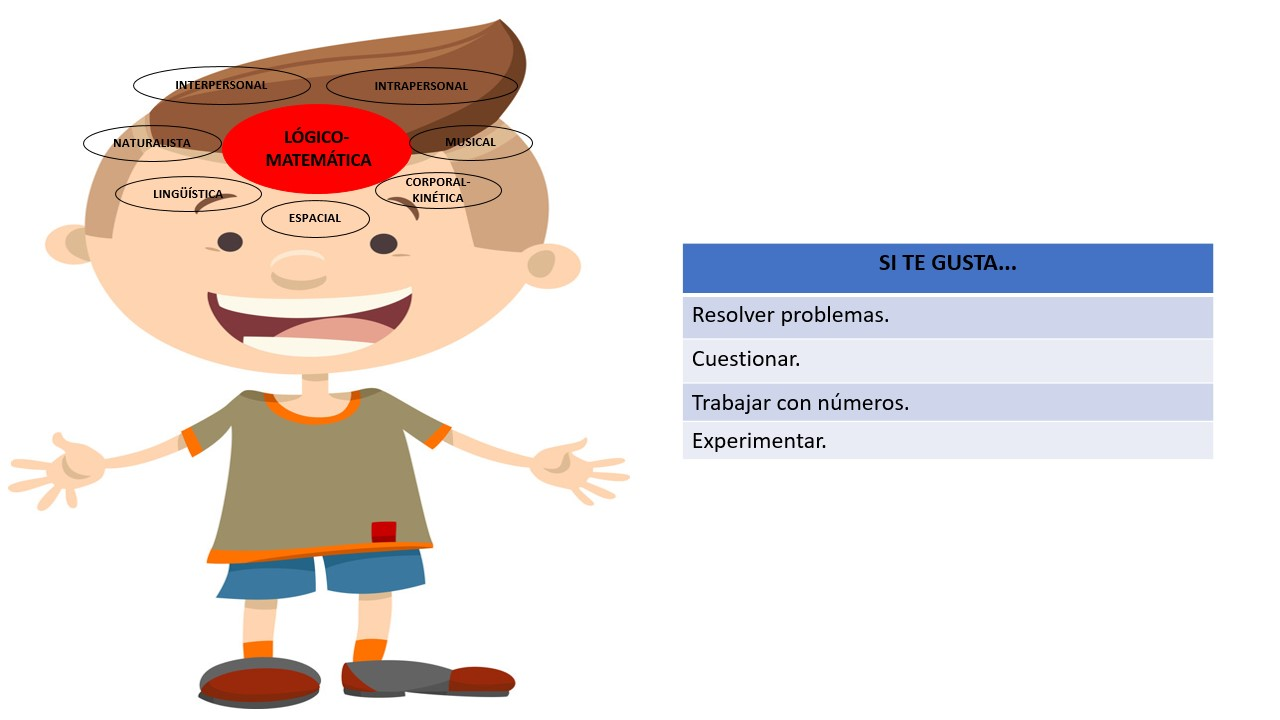 INTERPERSONAL
INTRAPERSONAL
NATURALISTA
LÓGICO-
MATEMÁTICA
MUSICAL
LINGÜÍSTICA
CORPORAL-
KINÉTICA
ESPACIAL
SI TE GUSTA...
Resolver problemas.
Cuestionar.
Trabajar con números.
Experimentar.